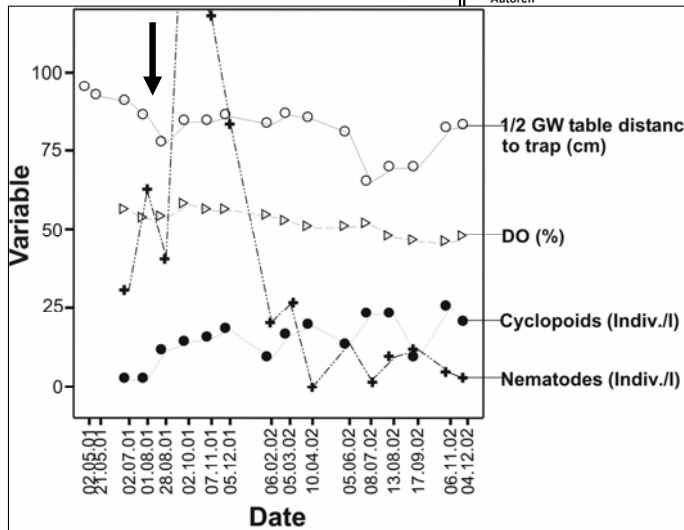 Autoren
100
75
50
25
0
Variable
1/2 GW table distanc
to trap (cm)
DO (%)
Cyclopoids (Indiv./l)
Nematodes (Indiv./l)
02.05.01
21.05.01
02.07.01
01.08.01
28.08.01
02.10.01
07.11.01
05.12.01
06.02.02
05.03.02
10.04.02
05.06.02
08.07.02
13.08.02
17.09.02
06.11.02
04.12.02
Date